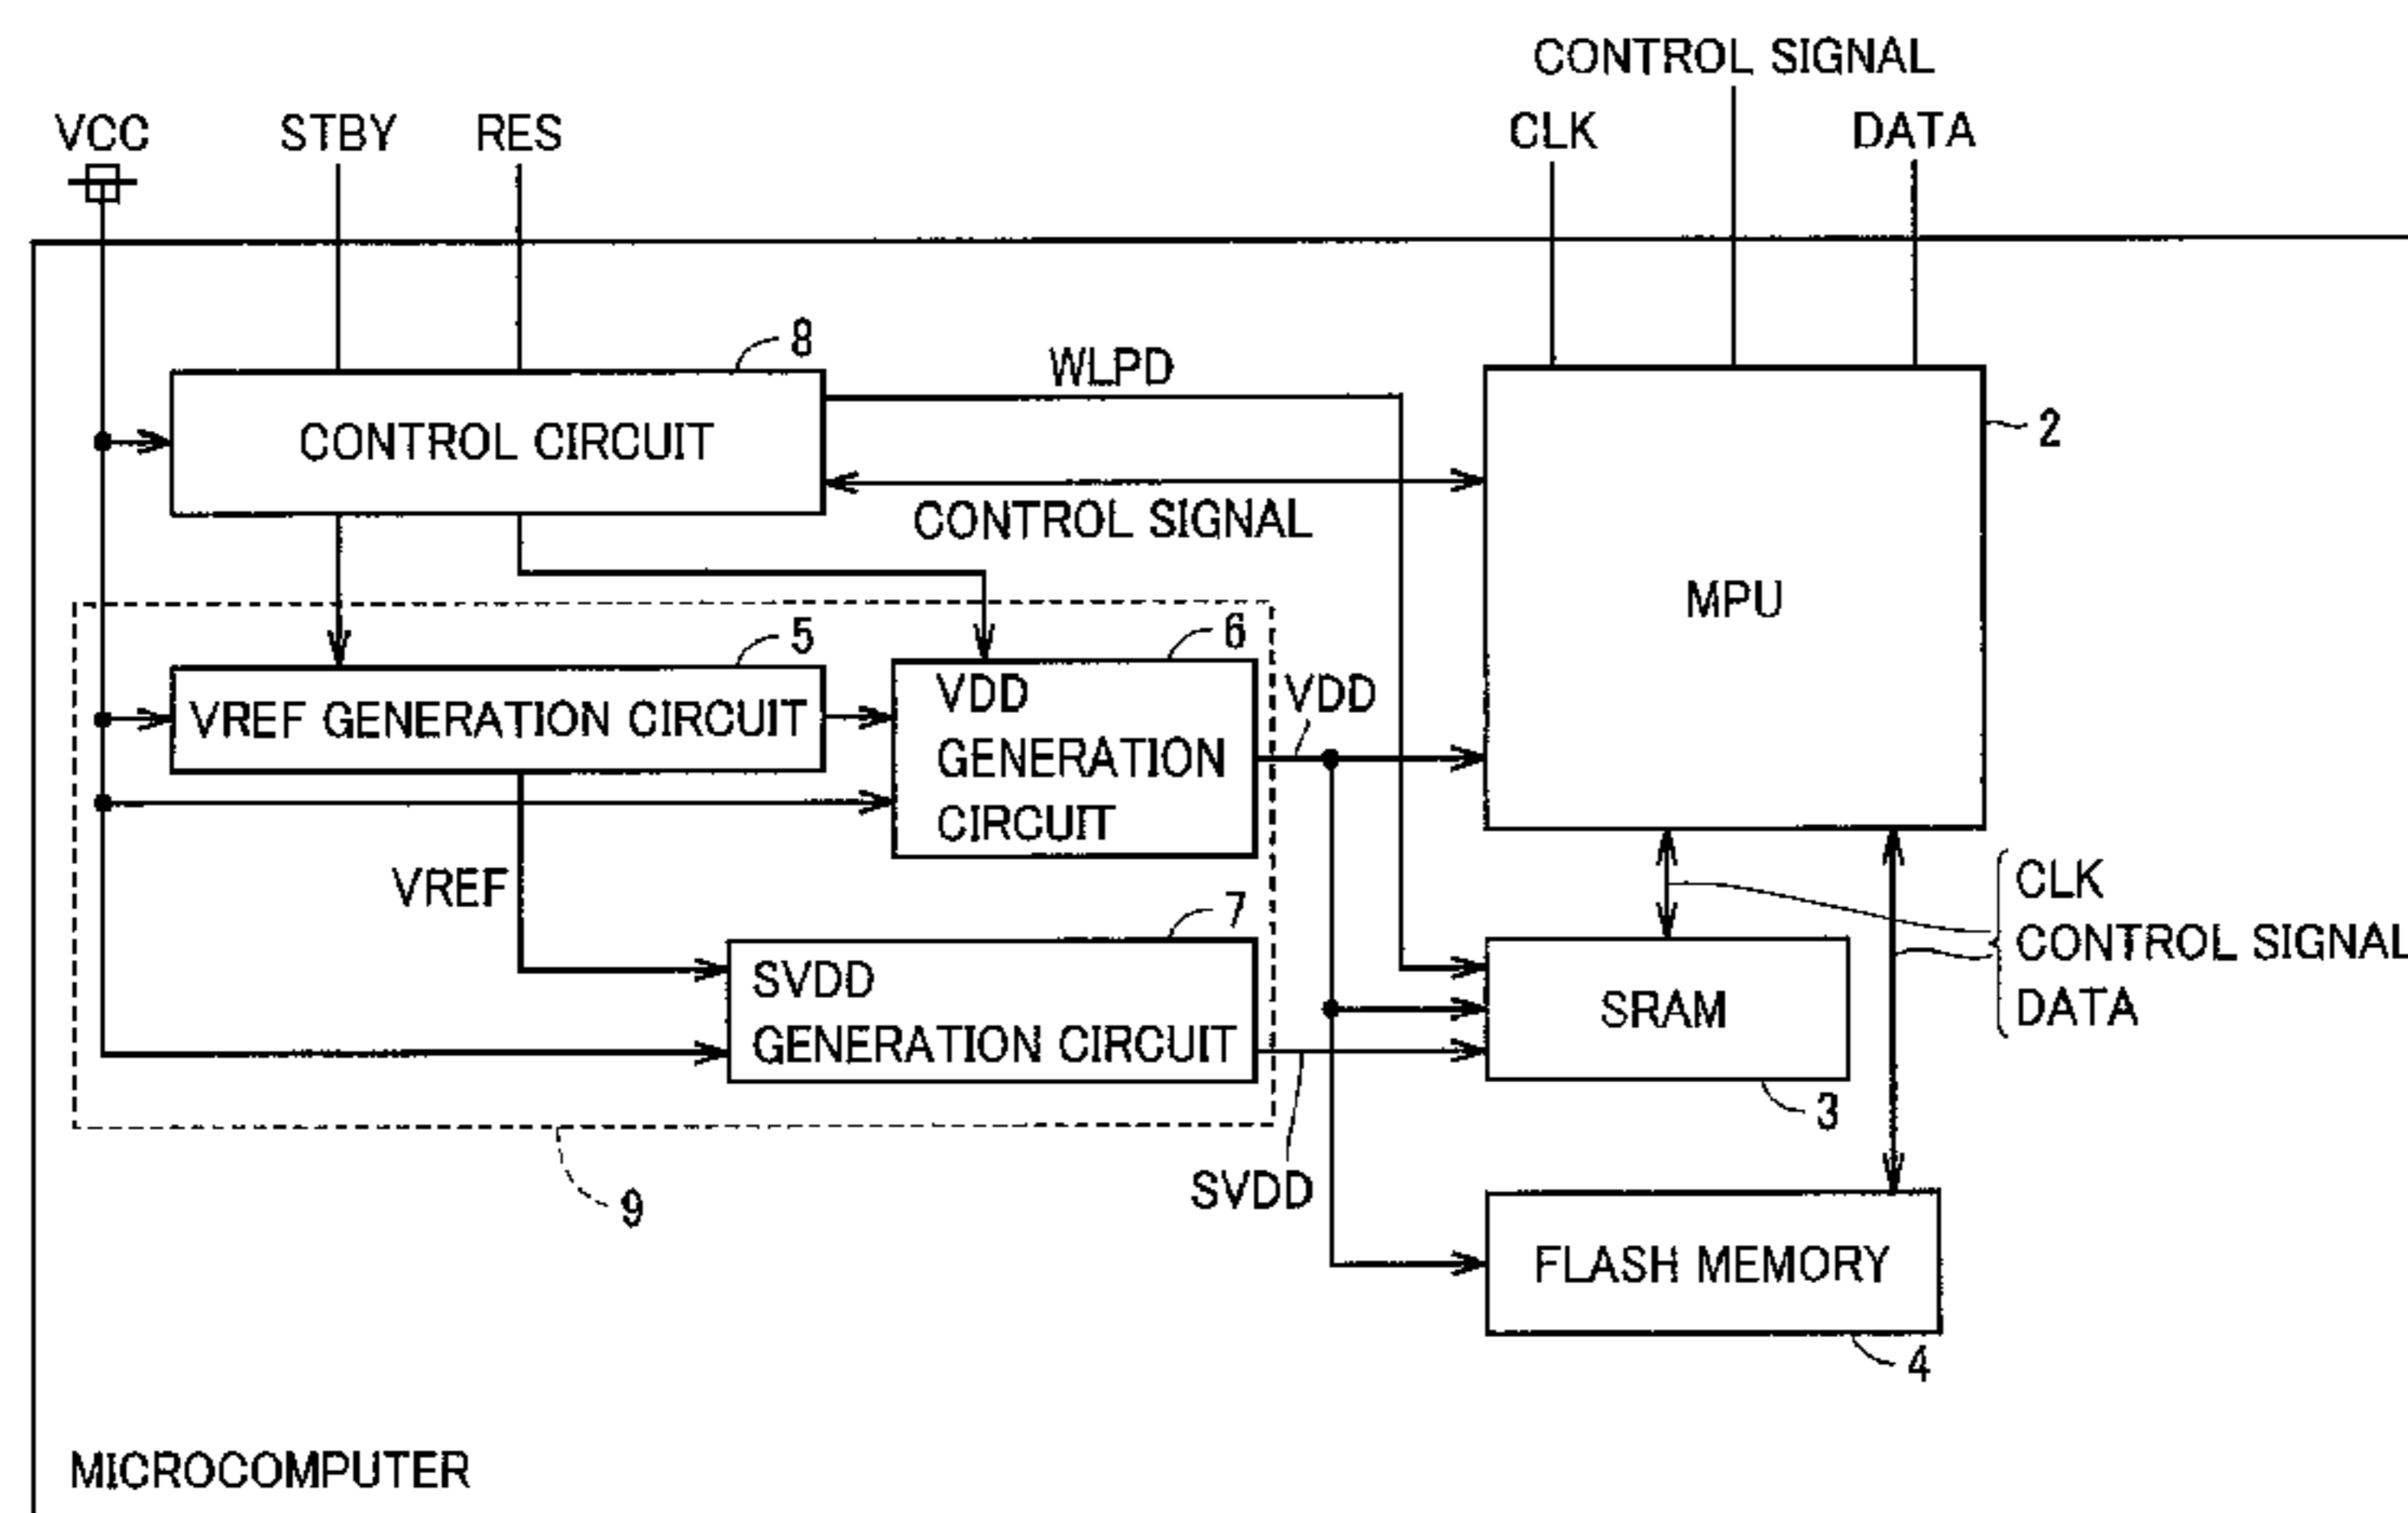 CONTROL SIGNAL
VCC
STBY
RES
CLK
DATA
8
WLPD
CONTROL CIRCUIT
2
CONTROL SIGNAL
MPU
5
6
VREF GENERATION CIRCUIT
VDD
GENERATION
CIRCUIT
VDD
VREF
7
SVDD
GENERATION CIRCUIT
CLK
CONTROL SIGNAL
DATA
SRAM
3
9
SVDD
FLASH MEMORY
4
MICROCOMPUTER